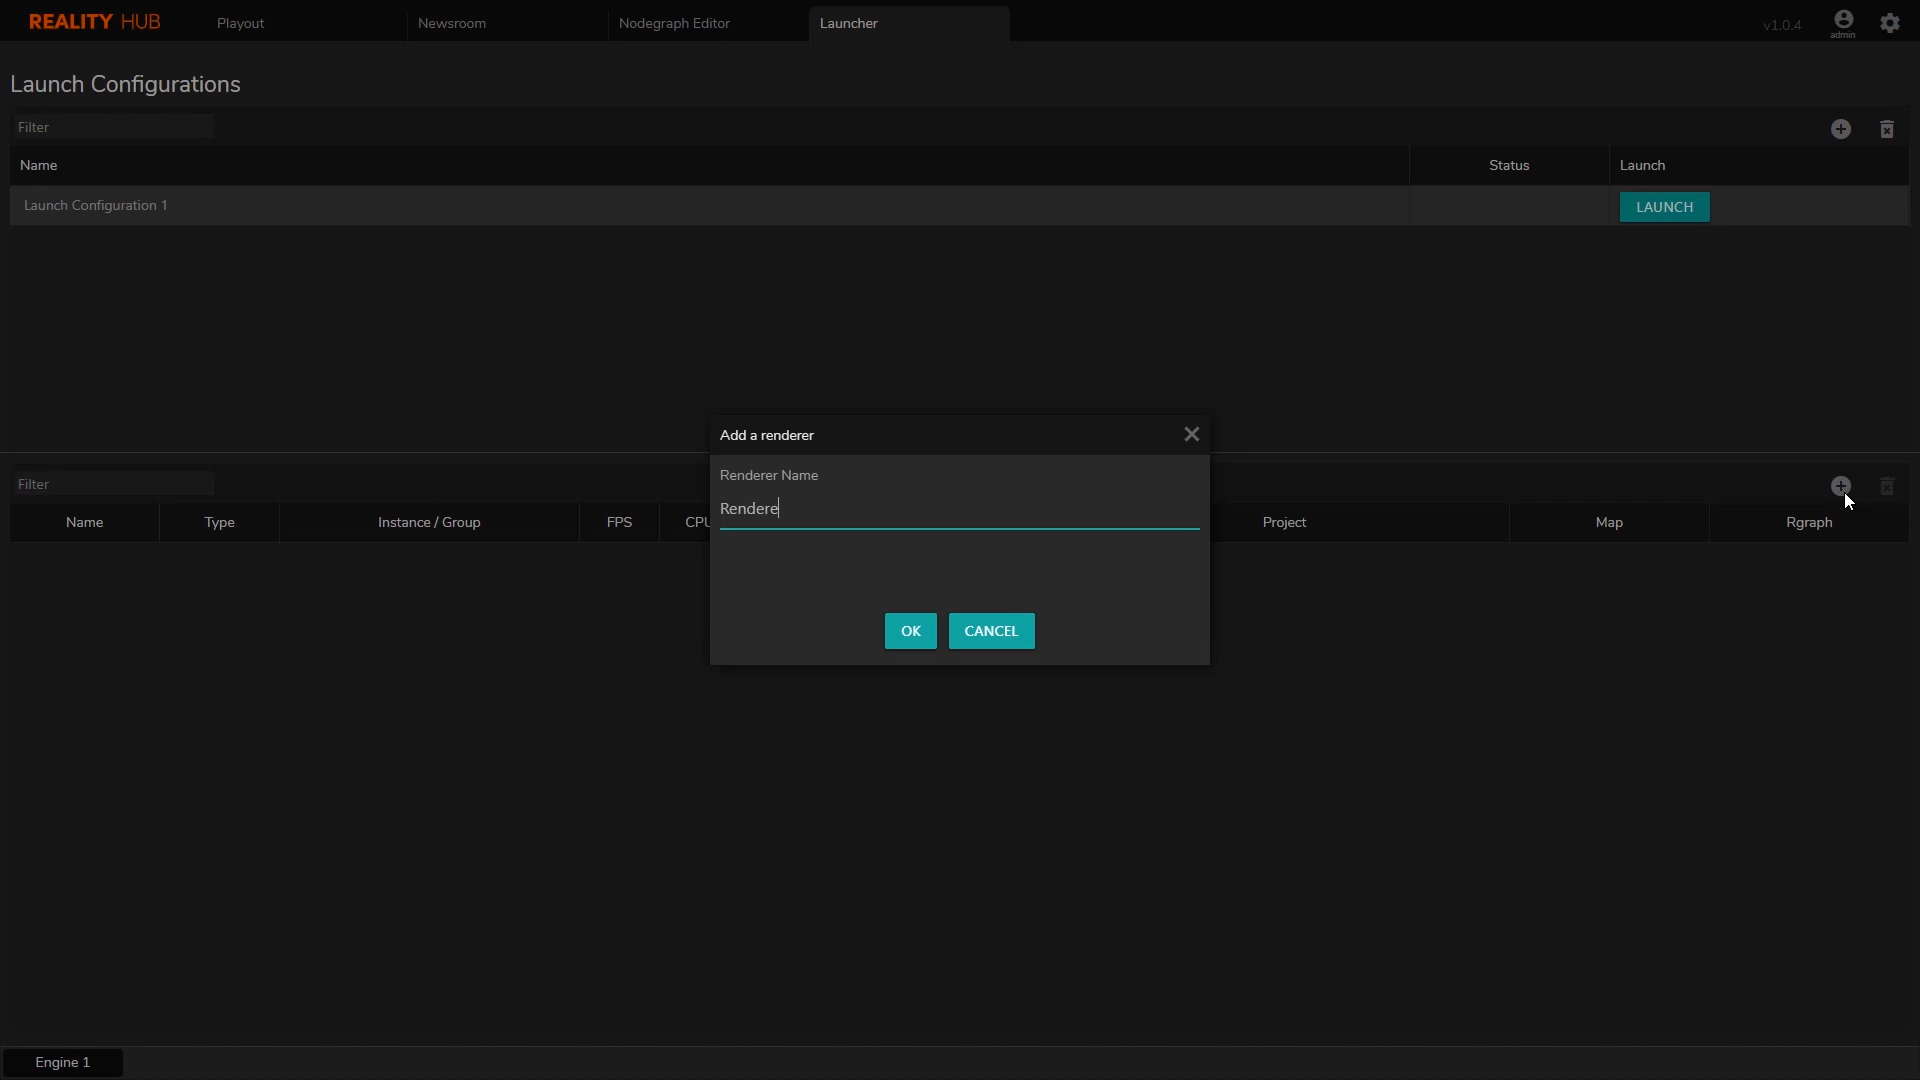 REALITY HUB Playout Newsroom Nodegraph Editor Launcher v1.0.4 admin
Launch Configurations
Filter
Name Status Launch
Launch Configuration 1 LAUNCH
Add a renderer
Renderer Name
Rendere
OK CANCEL
Filter
Name Type Instance / Group FPS CPU Project Map Rgraph
Engine 1